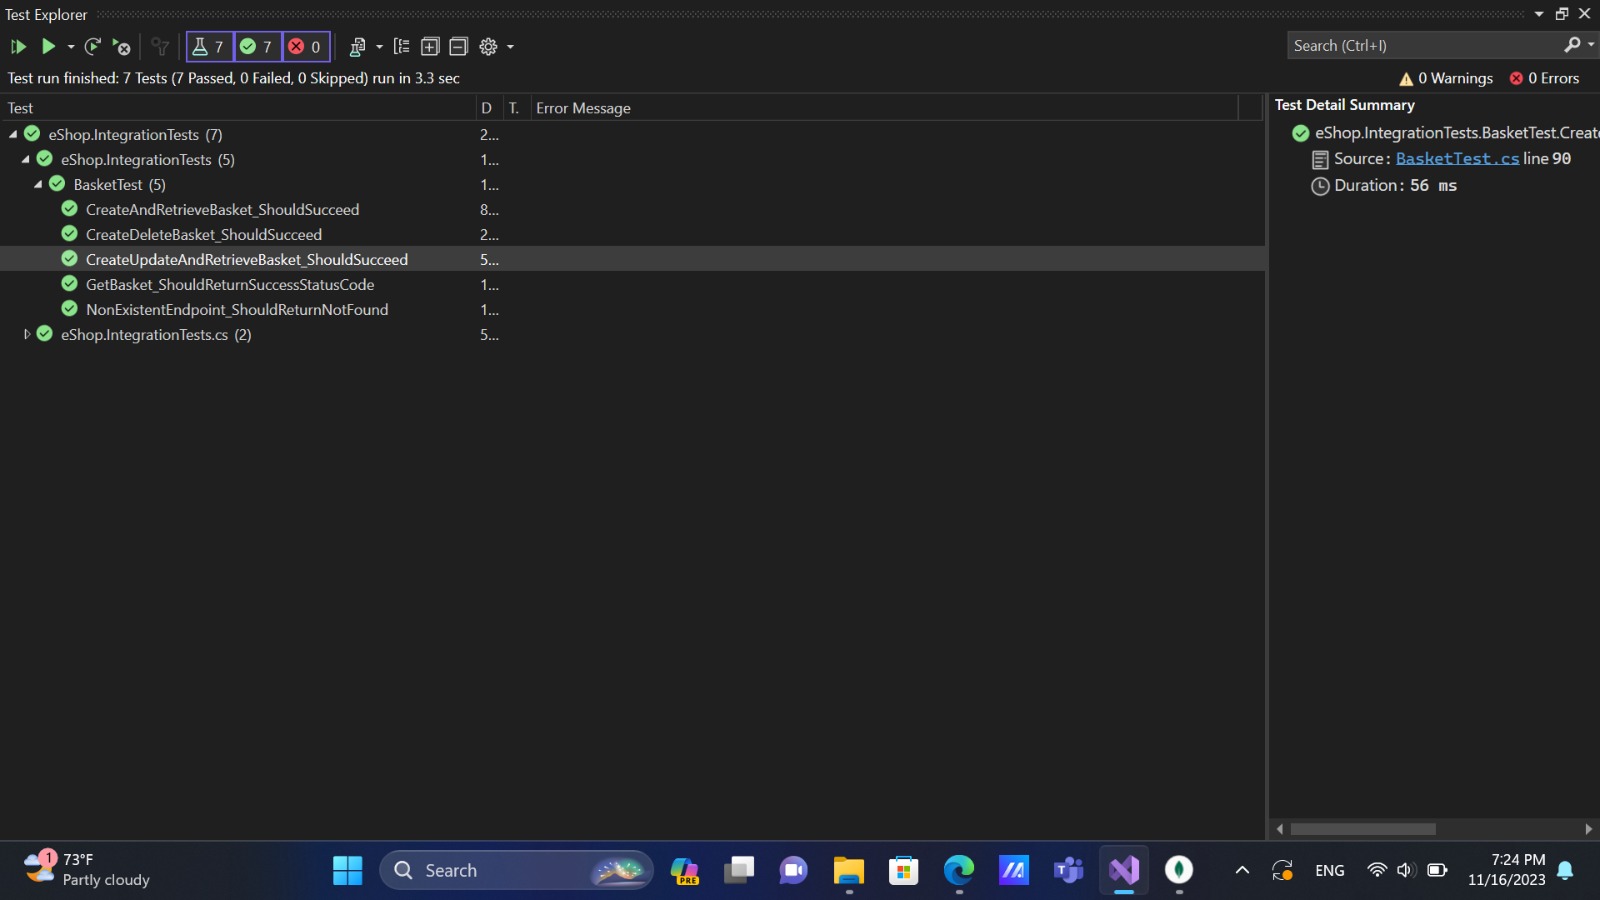 Test Explorer
7 7 0
Search (Ctrl+I)
Test run finished: 7 Tests (7 Passed, 0 Failed, 0 Skipped) run in 3.3 sec
0 Warnings 0 Errors
Test D T. Error Message
Test Detail Summary
eShop.IntegrationTests (7) 2...
eShop.IntegrationTests.BasketTest.Create
eShop.IntegrationTests (5) 1...
Source: BasketTest.cs line 90
BasketTest (5) 1...
Duration: 56 ms
CreateAndRetrieveBasket_ShouldSucceed 8...
CreateDeleteBasket_ShouldSucceed 2...
CreateUpdateAndRetrieveBasket_ShouldSucceed 5...
GetBasket_ShouldReturnSuccessStatusCode 1...
NonExistentEndpoint_ShouldReturnNotFound 1...
eShop.IntegrationTests.cs (2) 5...
1
73°F
Partly cloudy
Search
PRE
ENG
7:24 PM
11/16/2023